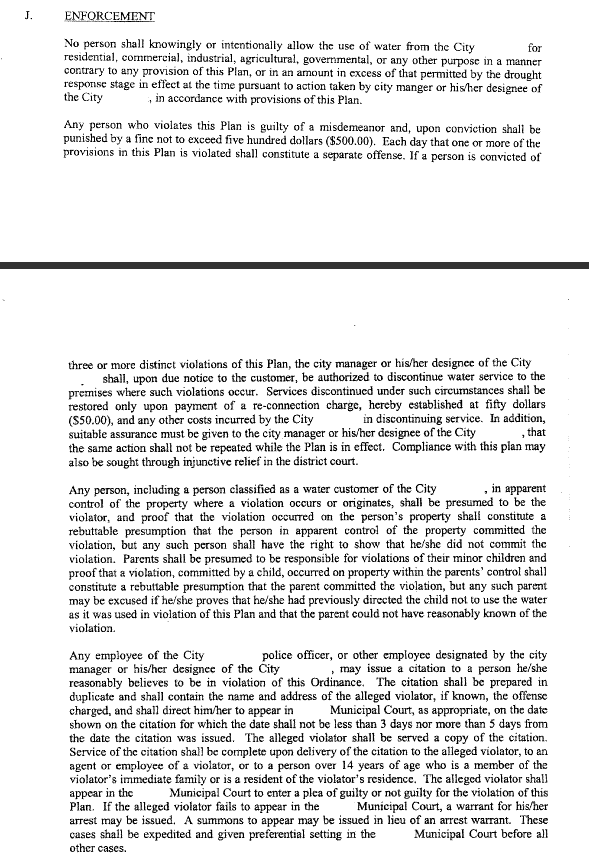 J. ENFORCEMENT
No person shall knowingly or intentionally allow the use of water from the City for
residential, commercial, industrial, agricultural, governmental, or any other purpose in a manner
contrary to any provision of this Plan, or in an amount in excess of that permitted by the drought
response stage in effect at the time pursuant to action taken by city manger or his/her designee of
the City , in accordance with provisions of this Plan.
Any person who violates this Plan is guilty of a misdemeanor and, upon conviction shall be
punished by a fine not to exceed five hundred dollars ($500.00). Each day that one or more of the
provisions in this Plan is violated shall constitute a separate offense. If a person is convicted of
three or more distinct violations of this Plan, the city manager or his/her designee of the City
shall, upon due notice to the customer, be authorized to discontinue water service to the
premises where such violations occur. Services discontinued under such circumstances shall be
restored only upon payment of a re-connection charge, hereby established at fifty dollars
($50.00), and any other costs incurred by the City in discontinuing service. In addition,
suitable assurance must be given to the city manager or his/her designee of the City , that
the same action shall not be repeated while the Plan is in effect. Compliance with this plan may
also be sought through injunctive relief in the district court.
Any person, including a person classified as a water customer of the City , in apparent
control of the property where a violation occurs or originates, shall be presumed to be the
violator, and proof that the violation occurred on the person's property shall constitute a
rebuttable presumption that the person in apparent control of the property committed the
violation, but any such person shall have the right to show that he/she did not commit the
violation. Parents shall be presumed to be responsible for violations of their minor children and
proof that a violation, committed by a child, occurred on property within the parents' control shall
constitute a rebuttable presumption that the parent committed the violation, but any such parent
may be excused if he/she proves that he/she had previously directed the child not to use the water
as it was used in violation of this Plan and that the parent could not have reasonably known of the
violation.
Any employee of the City police officer, or other employee designated by the city
manager or his/her designee of the City , may issue a citation to a person he/she
reasonably believes to be in violation of this Ordinance. The citation shall be prepared in
duplicate and shall contain the name and address of the alleged violator, if known, the offense
charged, and shall direct him/her to appear in Municipal Court, as appropriate, on the date
shown on the citation for which the date shall not be less than 3 days nor more than 5 days from
the date the citation was issued. The alleged violator shall be served a copy of the citation.
Service of the citation shall be complete upon delivery of the citation to the alleged violator, to an
agent or employee of a violator, or to a person over 14 years of age who is a member of the
violator's immediate family or is a resident of the violator's residence. The alleged violator shall
appear in the Municipal Court to enter a plea of guilty or not guilty for the violation of this
Plan. If the alleged violator fails to appear in the Municipal Court, a warrant for his/her
arrest may be issued. A summons to appear may be issued in lieu of an arrest warrant. These
cases shall be expedited and given preferential setting in the Municipal Court before all
other cases.